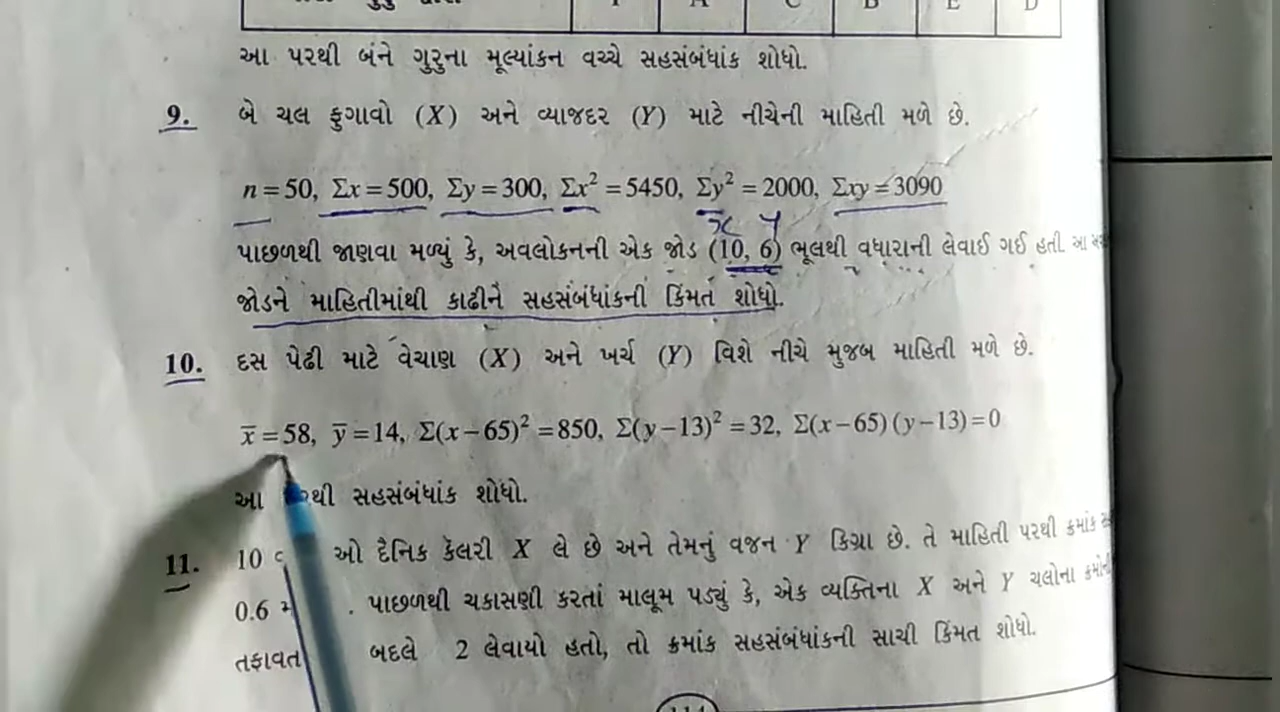 F A C B E D
આ પરથી બંને ગુરુના મૂલ્યાંકન વચ્ચે સહસંબંધાંક શોધો.
9. બે ચલ ફુગાવો (X) અને વ્યાજદર (Y) માટે નીચેની માહિતી મળે છે.
n = 50, Σx = 500, Σy = 300, Σx² = 5450, Σy² = 2000, Σxy = 3090
x y
પાછળથી જાણવા મળ્યું કે, અવલોકનની એક જોડ (10, 6) ભૂલથી વધારાની લેવાઈ ગઈ હતી. આ
જોડને માહિતીમાંથી કાઢીને સહસંબંધાંકની કિંમત શોધો.
10. દસ પેઢી માટે વેચાણ (X) અને ખર્ચ (Y) વિશે નીચે મુજબ માહિતી મળે છે.
x̅ = 58, y̅ = 14, Σ(x − 65)² = 850, Σ(y − 13)² = 32, Σ(x − 65) (y − 13) = 0
આ સહસંબંધાંક શોધો.
11. 10 દૈનિક કૅલરી X લે છે અને તેમનું વજન Y કિગ્રા છે. તે માહિતી પરથી ક્રમાંક
0.6 . પાછળથી ચકાસણી કરતાં માલૂમ પડ્યું કે, એક વ્યક્તિના X અને Y ચલોના
તફાવત બદલે 2 લેવાયો હતો, તો ક્રમાંક સહસંબંધાંકની સાચી કિંમત શોધો.